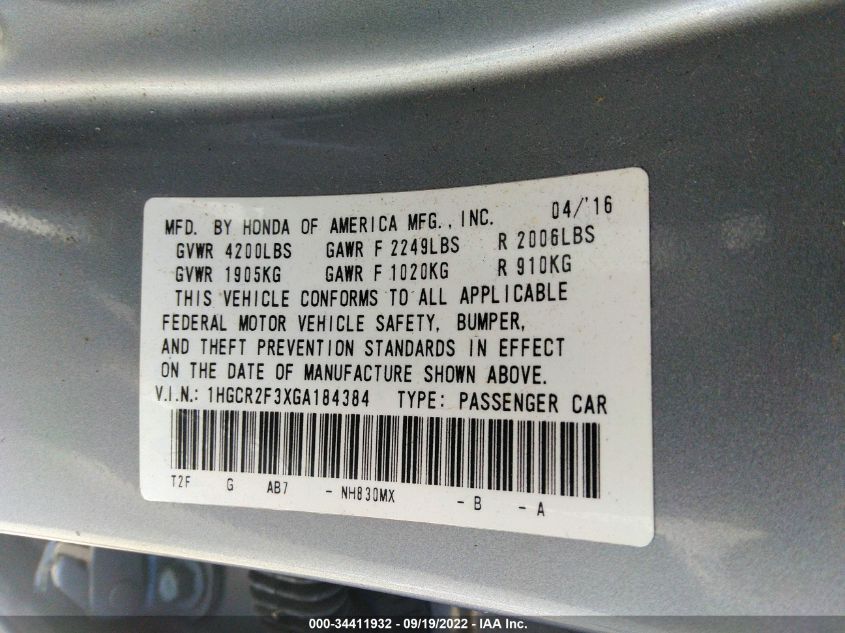 MFD. BY HONDA OF AMERICA MFG., INC. 04/'16
GVWR 4200LBS GAWR F 2249LBS R 2006LBS
GVWR 1905KG GAWR F 1020KG R 910KG
THIS VEHICLE CONFORMS TO ALL APPLICABLE
FEDERAL MOTOR VEHICLE SAFETY, BUMPER,
AND THEFT PREVENTION STANDARDS IN EFFECT
ON THE DATE OF MANUFACTURE SHOWN ABOVE.
V.I.N.: 1HGCR2F3XGA184384 TYPE: PASSENGER CAR
T2F G AB7 - NH830MX - B - A
000-34411932 - 09/19/2022 - IAA Inc.